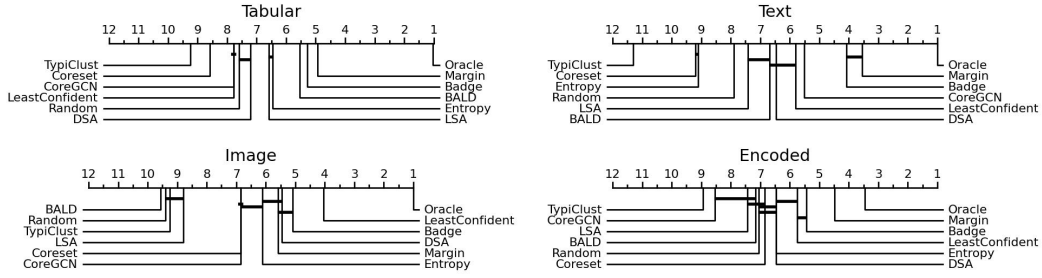 Tabular
12 11 10 9 8 7 6 5 4 3 2 1
TypiClust
Coreset
CoreGCN
LeastConfident
Random
DSA
Oracle
Margin
Badge
BALD
Entropy
LSA
Text
12 11 10 9 8 7 6 5 4 3 2 1
TypiClust
Coreset
Entropy
Random
LSA
BALD
Oracle
Margin
Badge
CoreGCN
LeastConfident
DSA
Image
12 11 10 9 8 7 6 5 4 3 2 1
BALD
Random
TypiClust
LSA
Coreset
CoreGCN
Oracle
LeastConfident
Badge
DSA
Margin
Entropy
Encoded
12 11 10 9 8 7 6 5 4 3 2 1
TypiClust
CoreGCN
LSA
BALD
Random
Coreset
Oracle
Margin
Badge
LeastConfident
Entropy
DSA